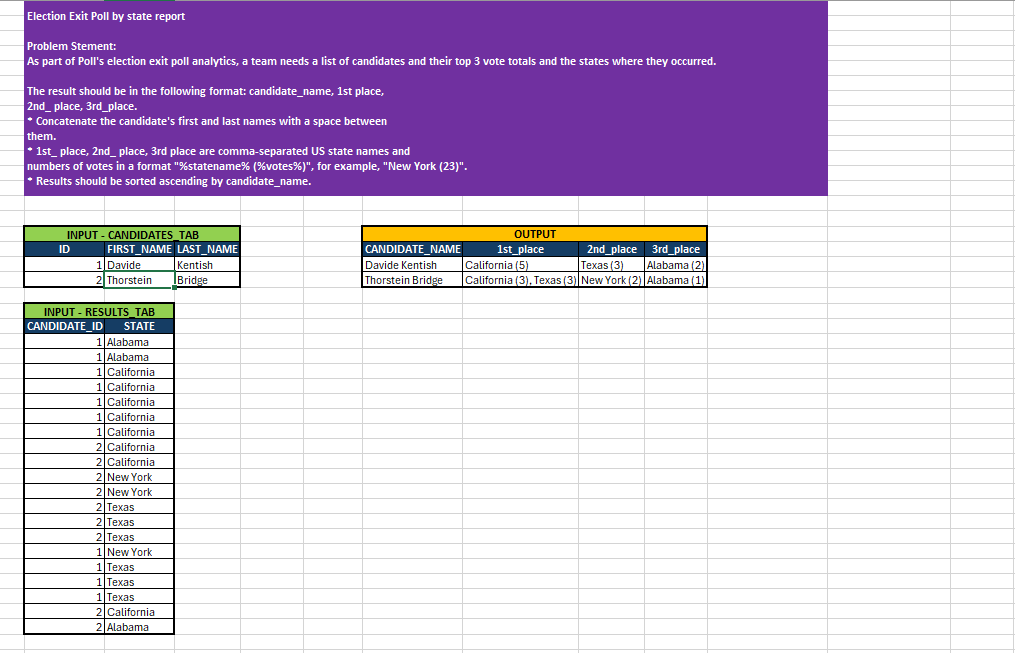 Election Exit Poll by state report
Problem Stement:
As part of Poll's election exit poll analytics, a team needs a list of candidates and their top 3 vote totals and the states where they occurred.
The result should be in the following format: candidate_name, 1st place,
2nd_ place, 3rd_place.
* Concatenate the candidate's first and last names with a space between
them.
* 1st_ place, 2nd_ place, 3rd place are comma-separated US state names and
numbers of votes in a format "%statename% (%votes%)", for example, "New York (23)".
* Results should be sorted ascending by candidate_name.
INPUT - CANDIDATES_TAB
ID FIRST_NAME LAST_NAME
1 Davide Kentish
2 Thorstein Bridge
OUTPUT
CANDIDATE_NAME 1st_place 2nd_place 3rd_place
Davide Kentish California (5) Texas (3) Alabama (2)
Thorstein Bridge California (3), Texas (3) New York (2) Alabama (1)
INPUT - RESULTS_TAB
CANDIDATE_ID STATE
1 Alabama
1 Alabama
1 California
1 California
1 California
1 California
1 California
2 California
2 California
2 New York
2 New York
2 Texas
2 Texas
2 Texas
1 New York
1 Texas
1 Texas
1 Texas
2 California
2 Alabama